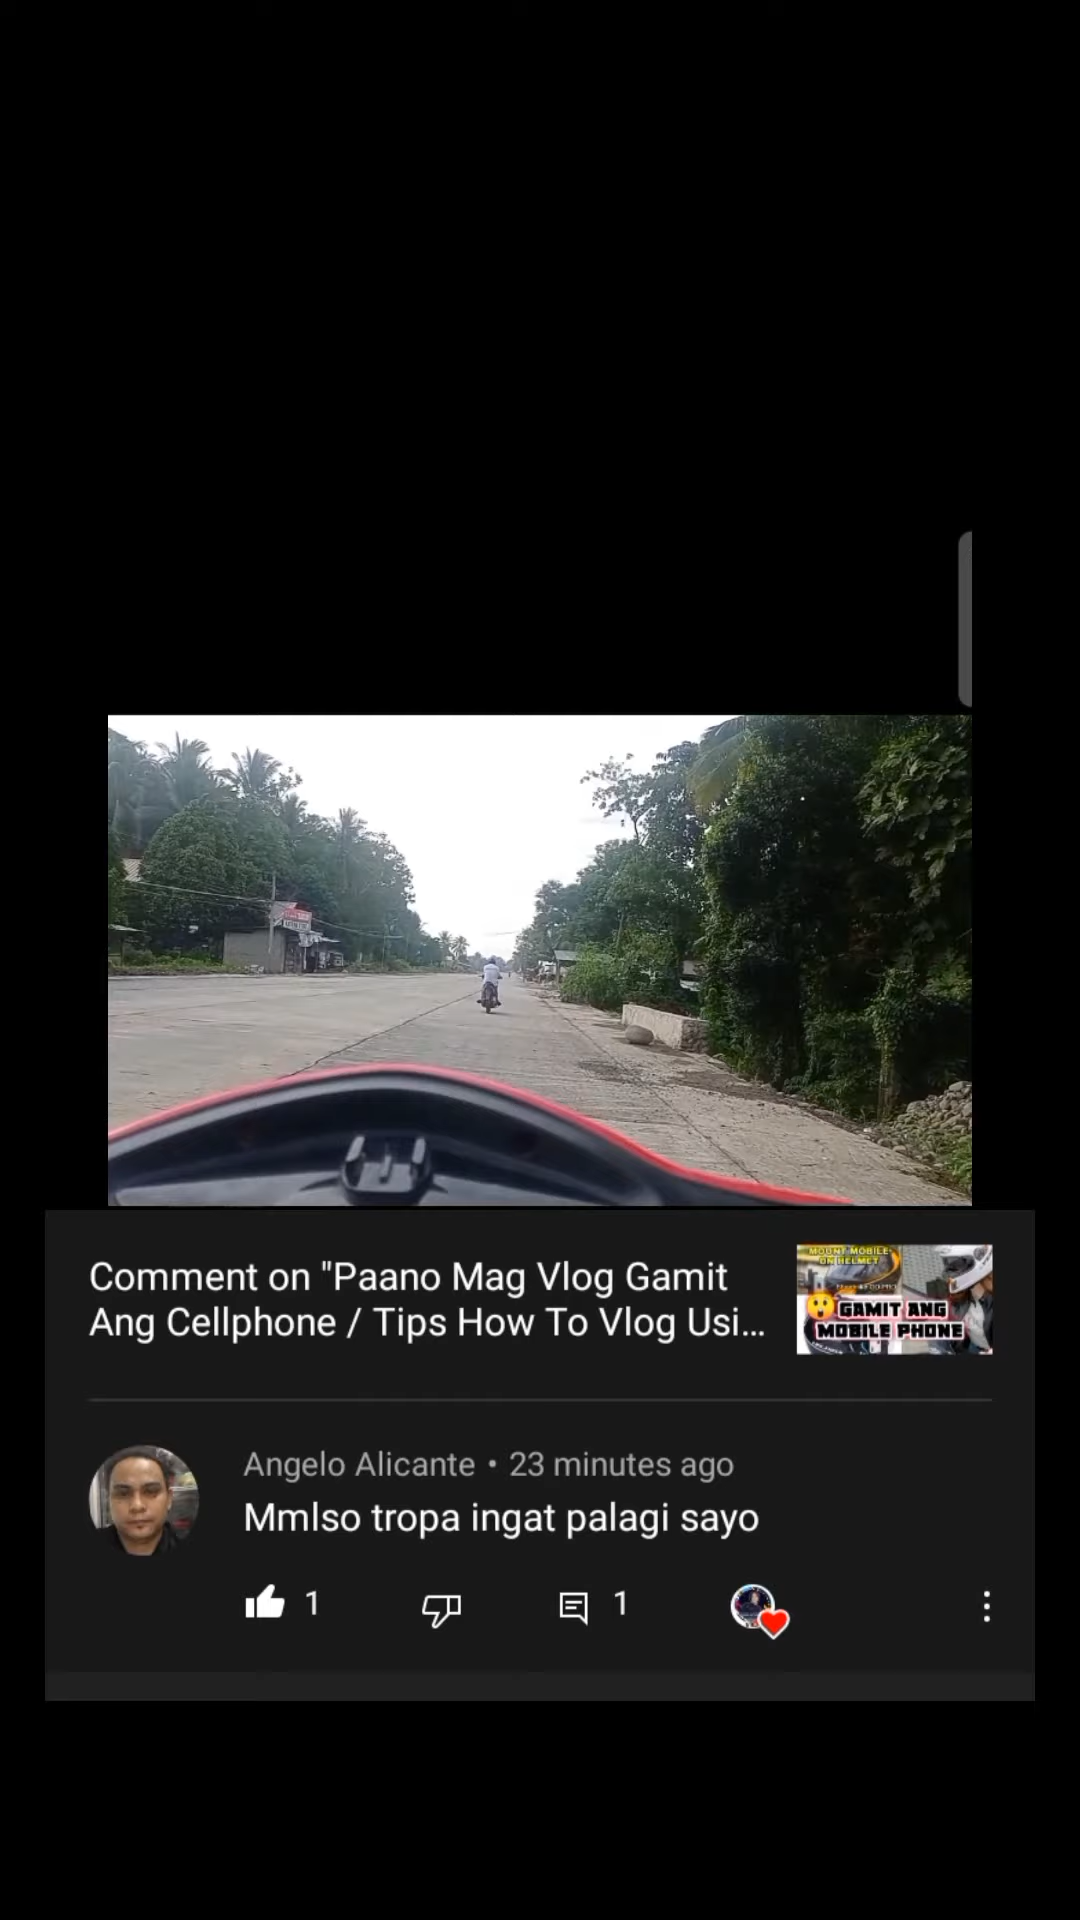 Comment on "Paano Mag Vlog Gamit
Ang Cellphone / Tips How To Vlog Usi...
MOUNT MOBILE
ON HELMET
GAMIT ANG
MOBILE PHONE
Angelo Alicante • 23 minutes ago
Mmlso tropa ingat palagi sayo
1
1